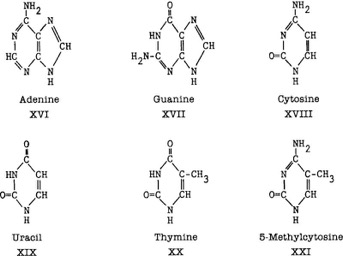 NH2
N
C
N
HC
C
N
C
CH
N
H
O
C
HN
C
N
H2N-C
C
N
CH
N
H
NH2
C
N
CH
O=C
CH
N
H
Adenine Guanine Cytosine
XVI XVII XVIII
O
C
HN
CH
O=C
CH
N
H
O
C
HN
C-CH3
O=C
CH
N
H
NH2
C
N
C-CH3
O=C
CH
N
H
Uracil Thymine 5-Methylcytosine
XIX XX XXI